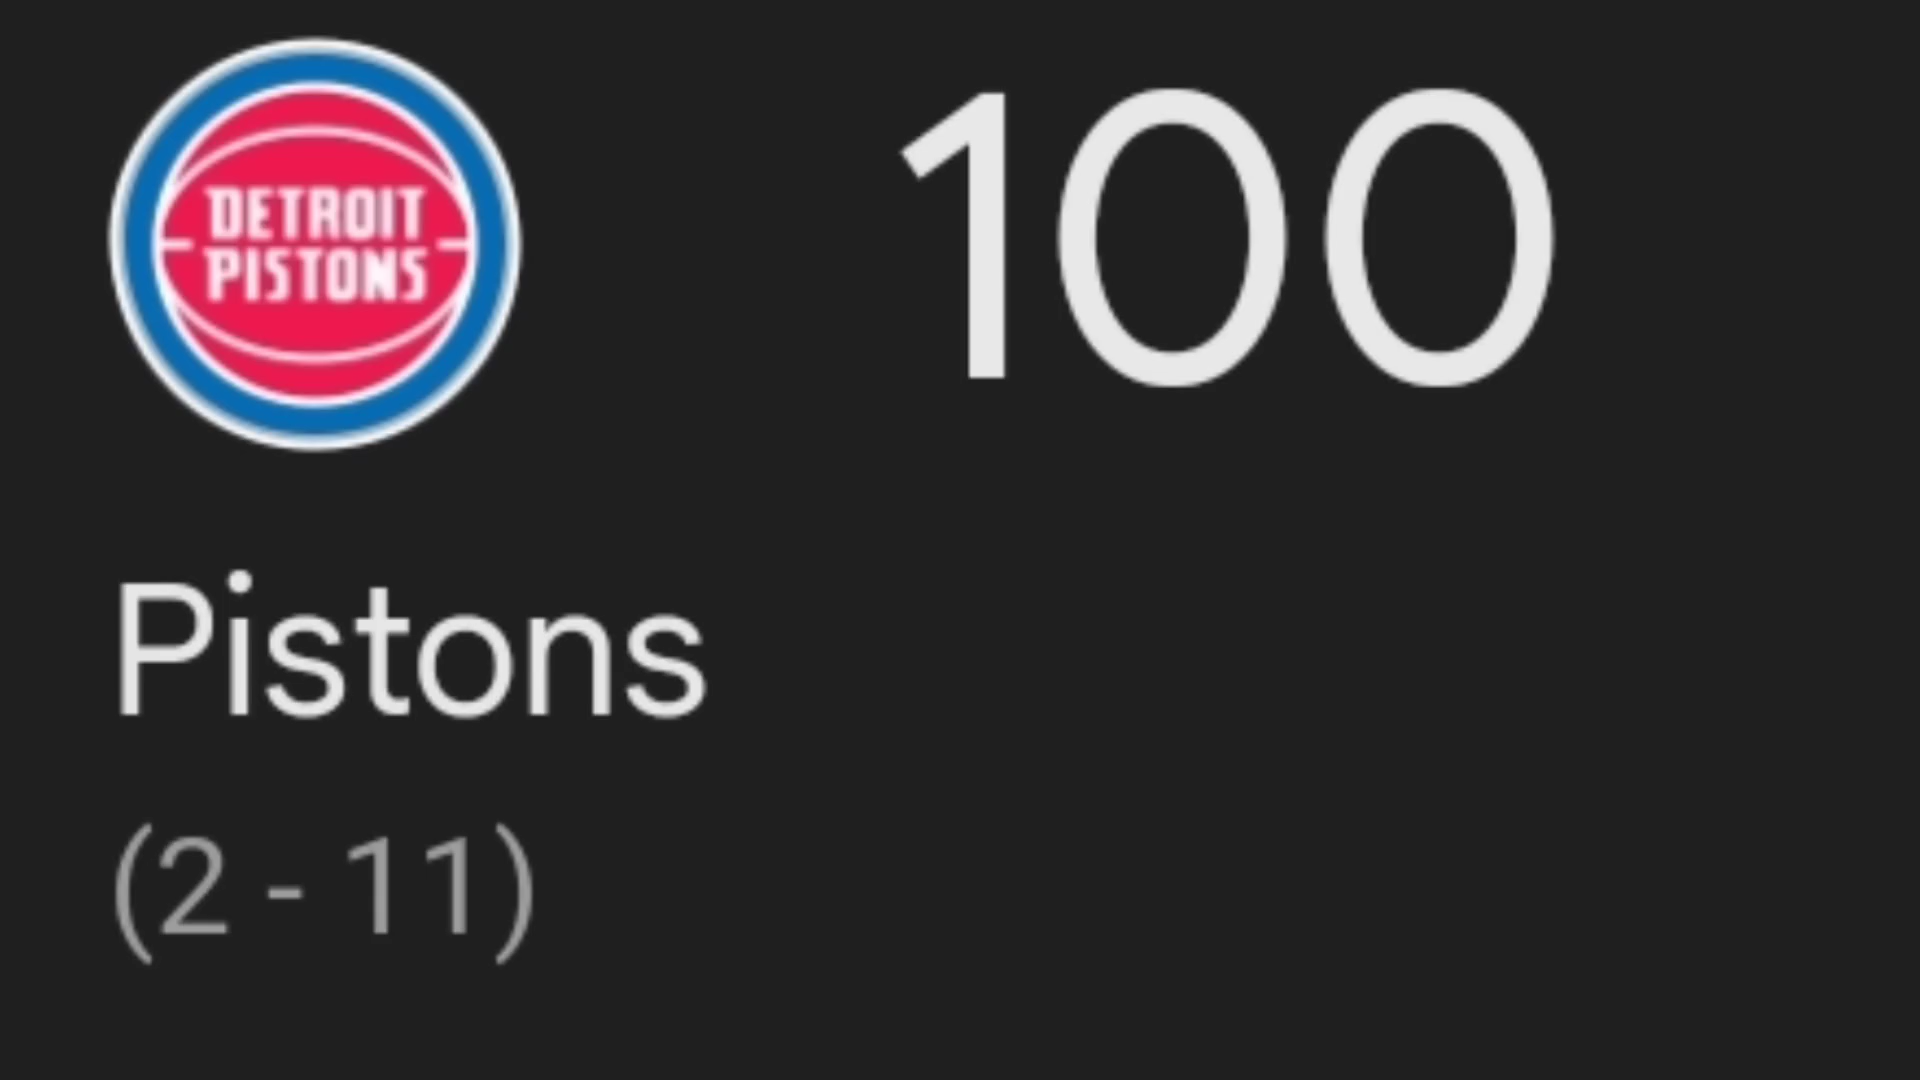 DETROIT
PISTONS
100
Pistons
(2 - 11)